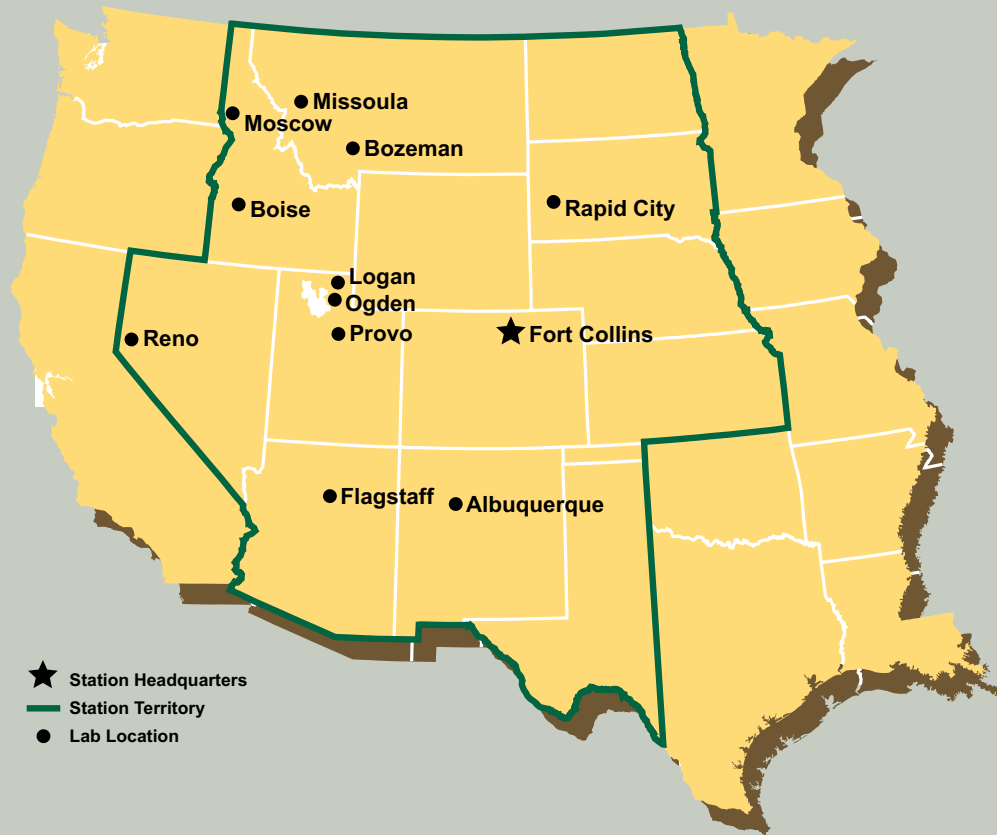 Missoula
Moscow
Bozeman
Boise
Rapid City
Logan
Ogden
Provo
Reno
Fort Collins
Flagstaff
Albuquerque
Station Headquarters
Station Territory
Lab Location